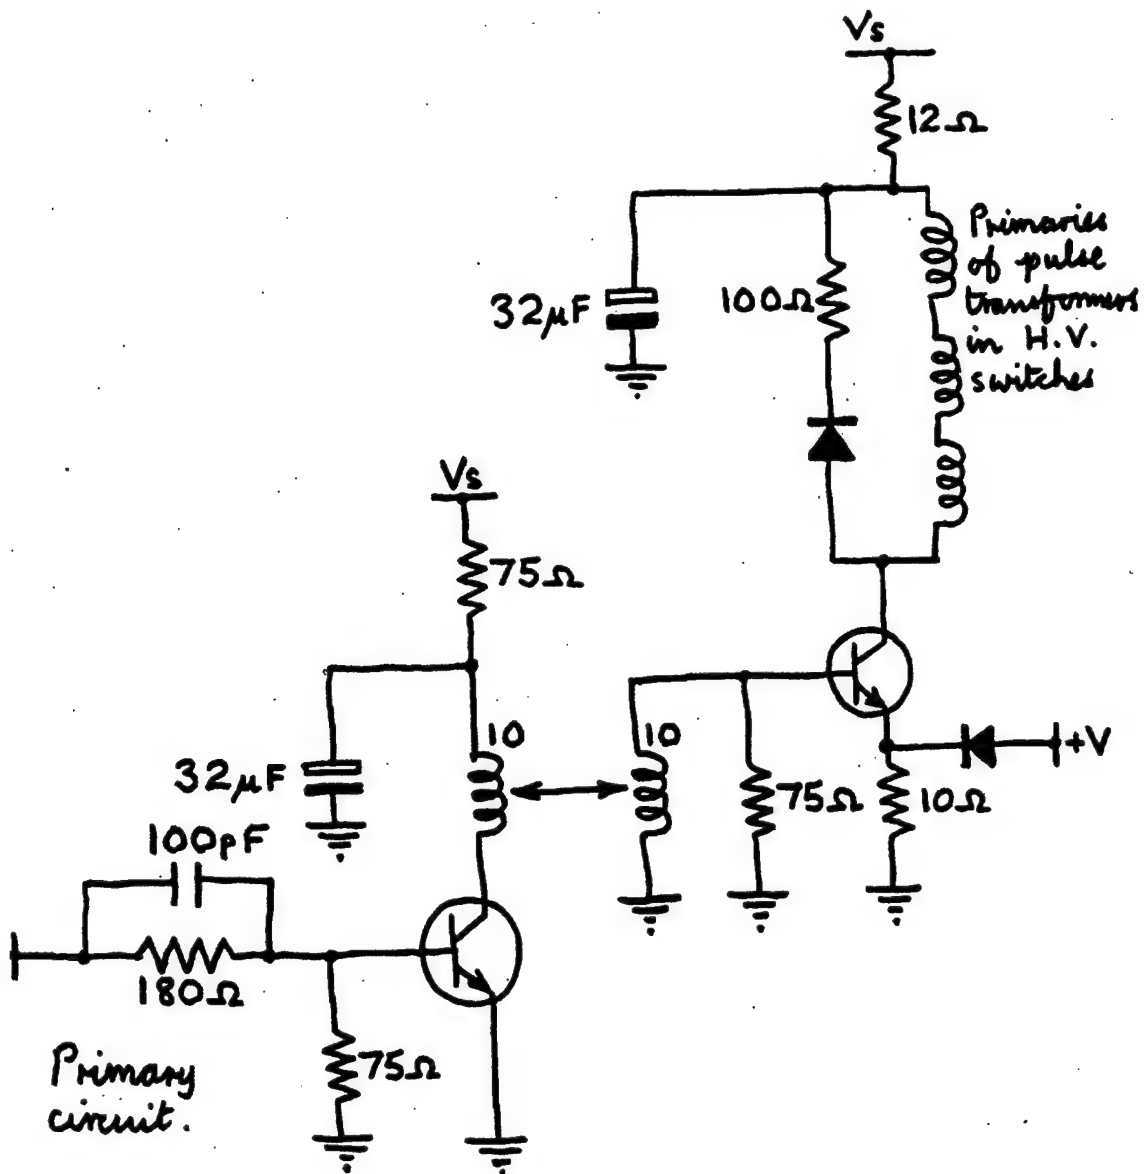 Vs
12Ω
Primaries
of pulse
transformers
in H.V.
switches
32μF
100Ω
Vs
75Ω
10
10
+V
32μF
75Ω
10Ω
100pF
180Ω
75Ω
Primary
circuit.